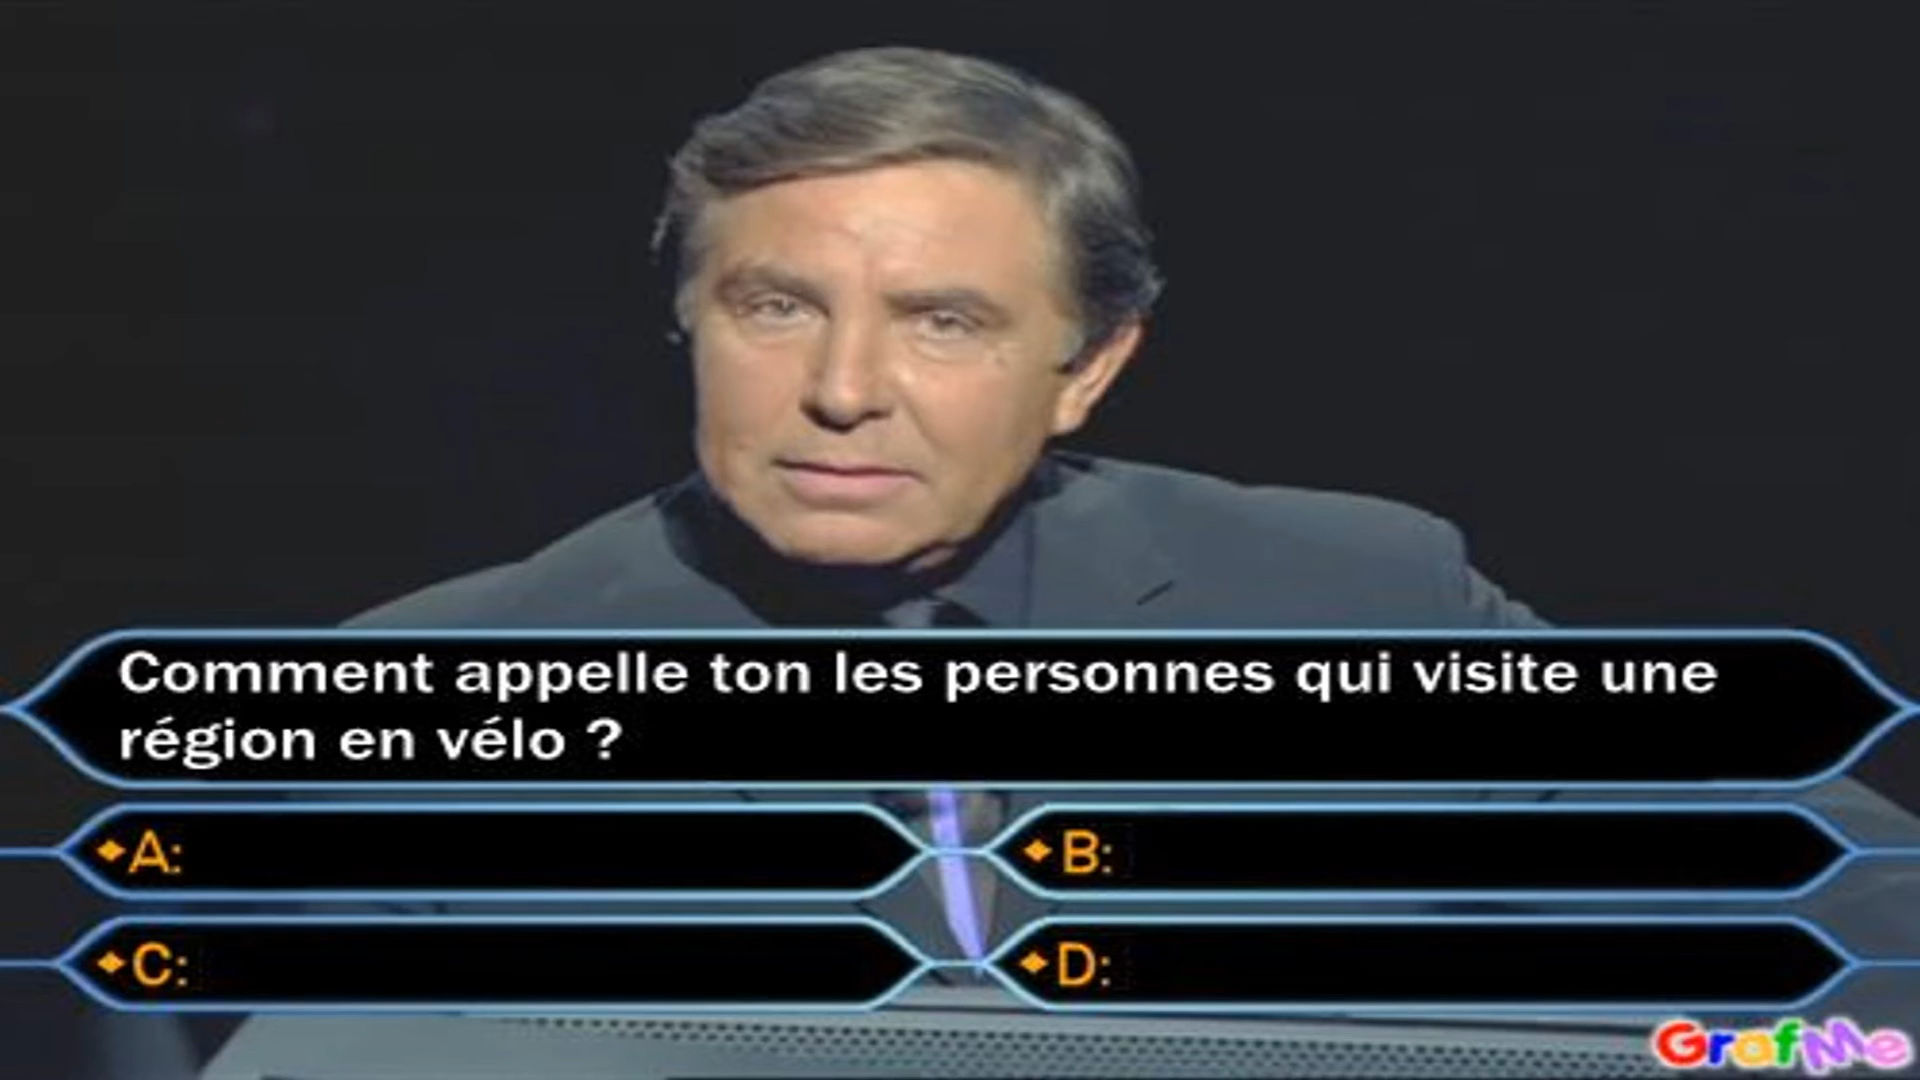 Comment appelle ton les personnes qui visite une
région en vélo ?
A:
B:
C:
D:
GrafMe